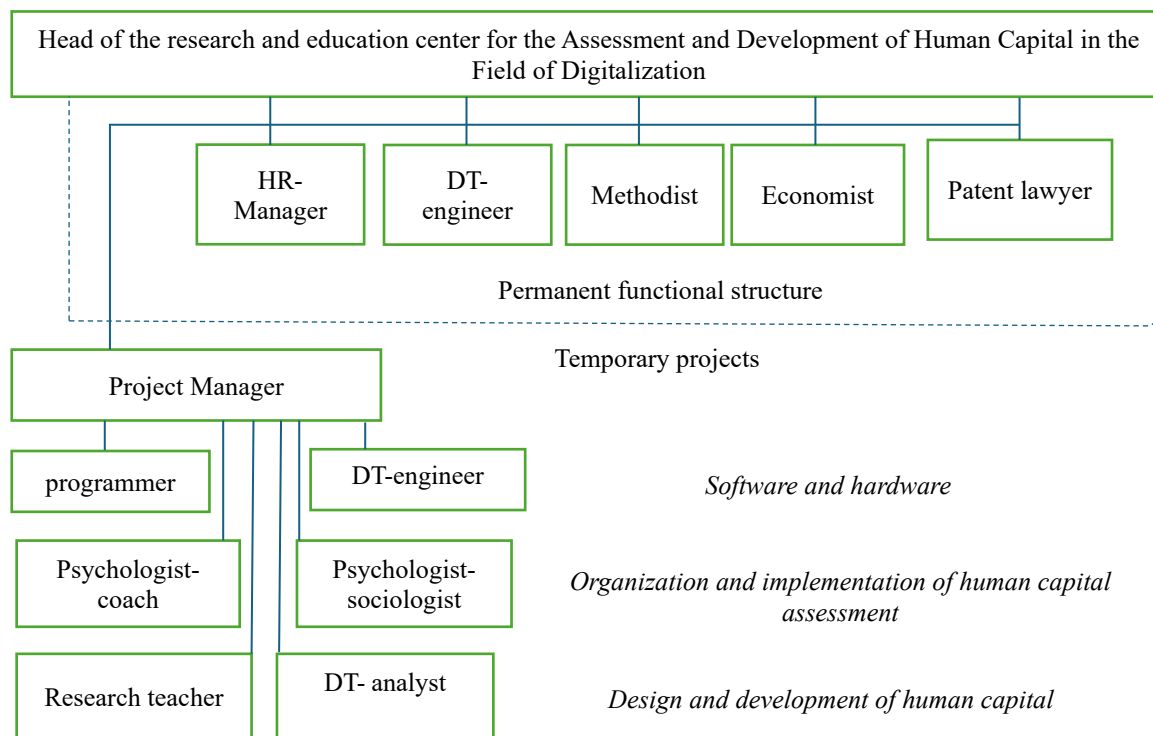 Head of the research and education center for the Assessment and Development of Human Capital in the
Field of Digitalization
HR-
Manager
DT-
engineer
Methodist
Economist
Patent lawyer
Permanent functional structure
Temporary projects
Project Manager
programmer
DT-engineer
Software and hardware
Psychologist-
coach
Psychologist-
sociologist
Organization and implementation of human capital
assessment
Research teacher
DT- analyst
Design and development of human capital